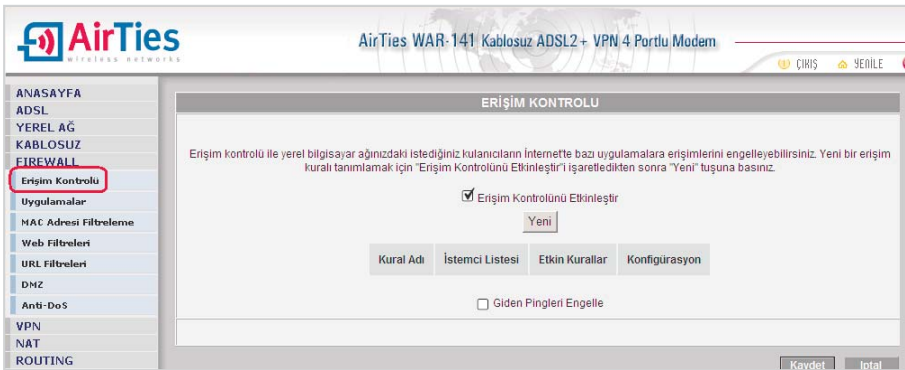 AirTies
wireless networks
AirTies WAR-141 Kablosuz ADSL2+ VPN 4 Portlu Modem
ÇIKIŞ
YENİLE
ANASAYFA
ADSL
YEREL AĞ
KABLOSUZ
FIREWALL
Erişim Kontrolü
Uygulamalar
MAC Adresi Filtreleme
Web Filtreleri
URL Filtreleri
DMZ
Anti-DoS
VPN
NAT
ROUTING
ERİŞİM KONTROLU
Erişim kontrolü ile yerel bilgisayar ağınızdaki istediğiniz kulanıcıların İnternet'te bazı uygulamalara erişimlerini engelleyebilirsiniz. Yeni bir erişim
kuralı tanımlamak için "Erişim Kontrolünü Etkinleştir"i işaretledikten sonra "Yeni" tuşuna basınız.
Erişim Kontrolünü Etkinleştir
Yeni
Kural Adı İstemci Listesi Etkin Kurallar Konfigürasyon
Giden Pingleri Engelle
Kaydet Iptal